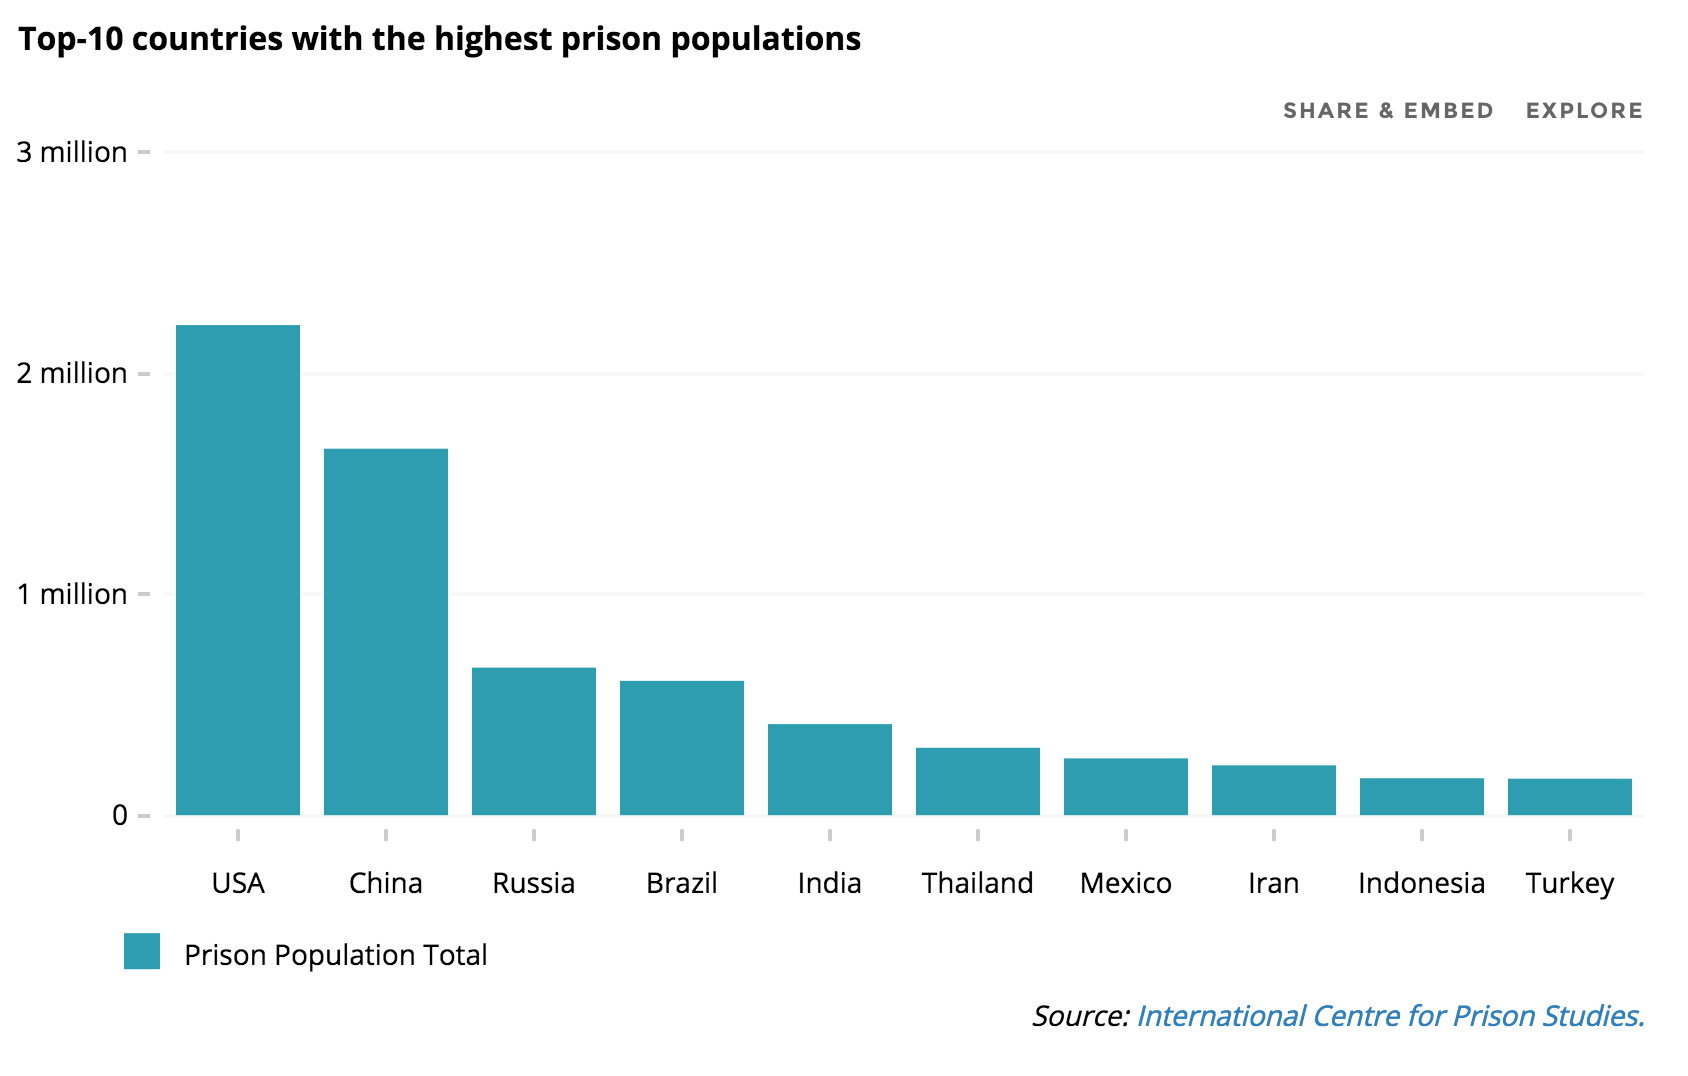 Top-10 countries with the highest prison populations
SHARE & EMBED EXPLORE
3 million
2 million
1 million
0
USA China Russia Brazil India Thailand Mexico Iran Indonesia Turkey
Prison Population Total
Source: International Centre for Prison Studies.